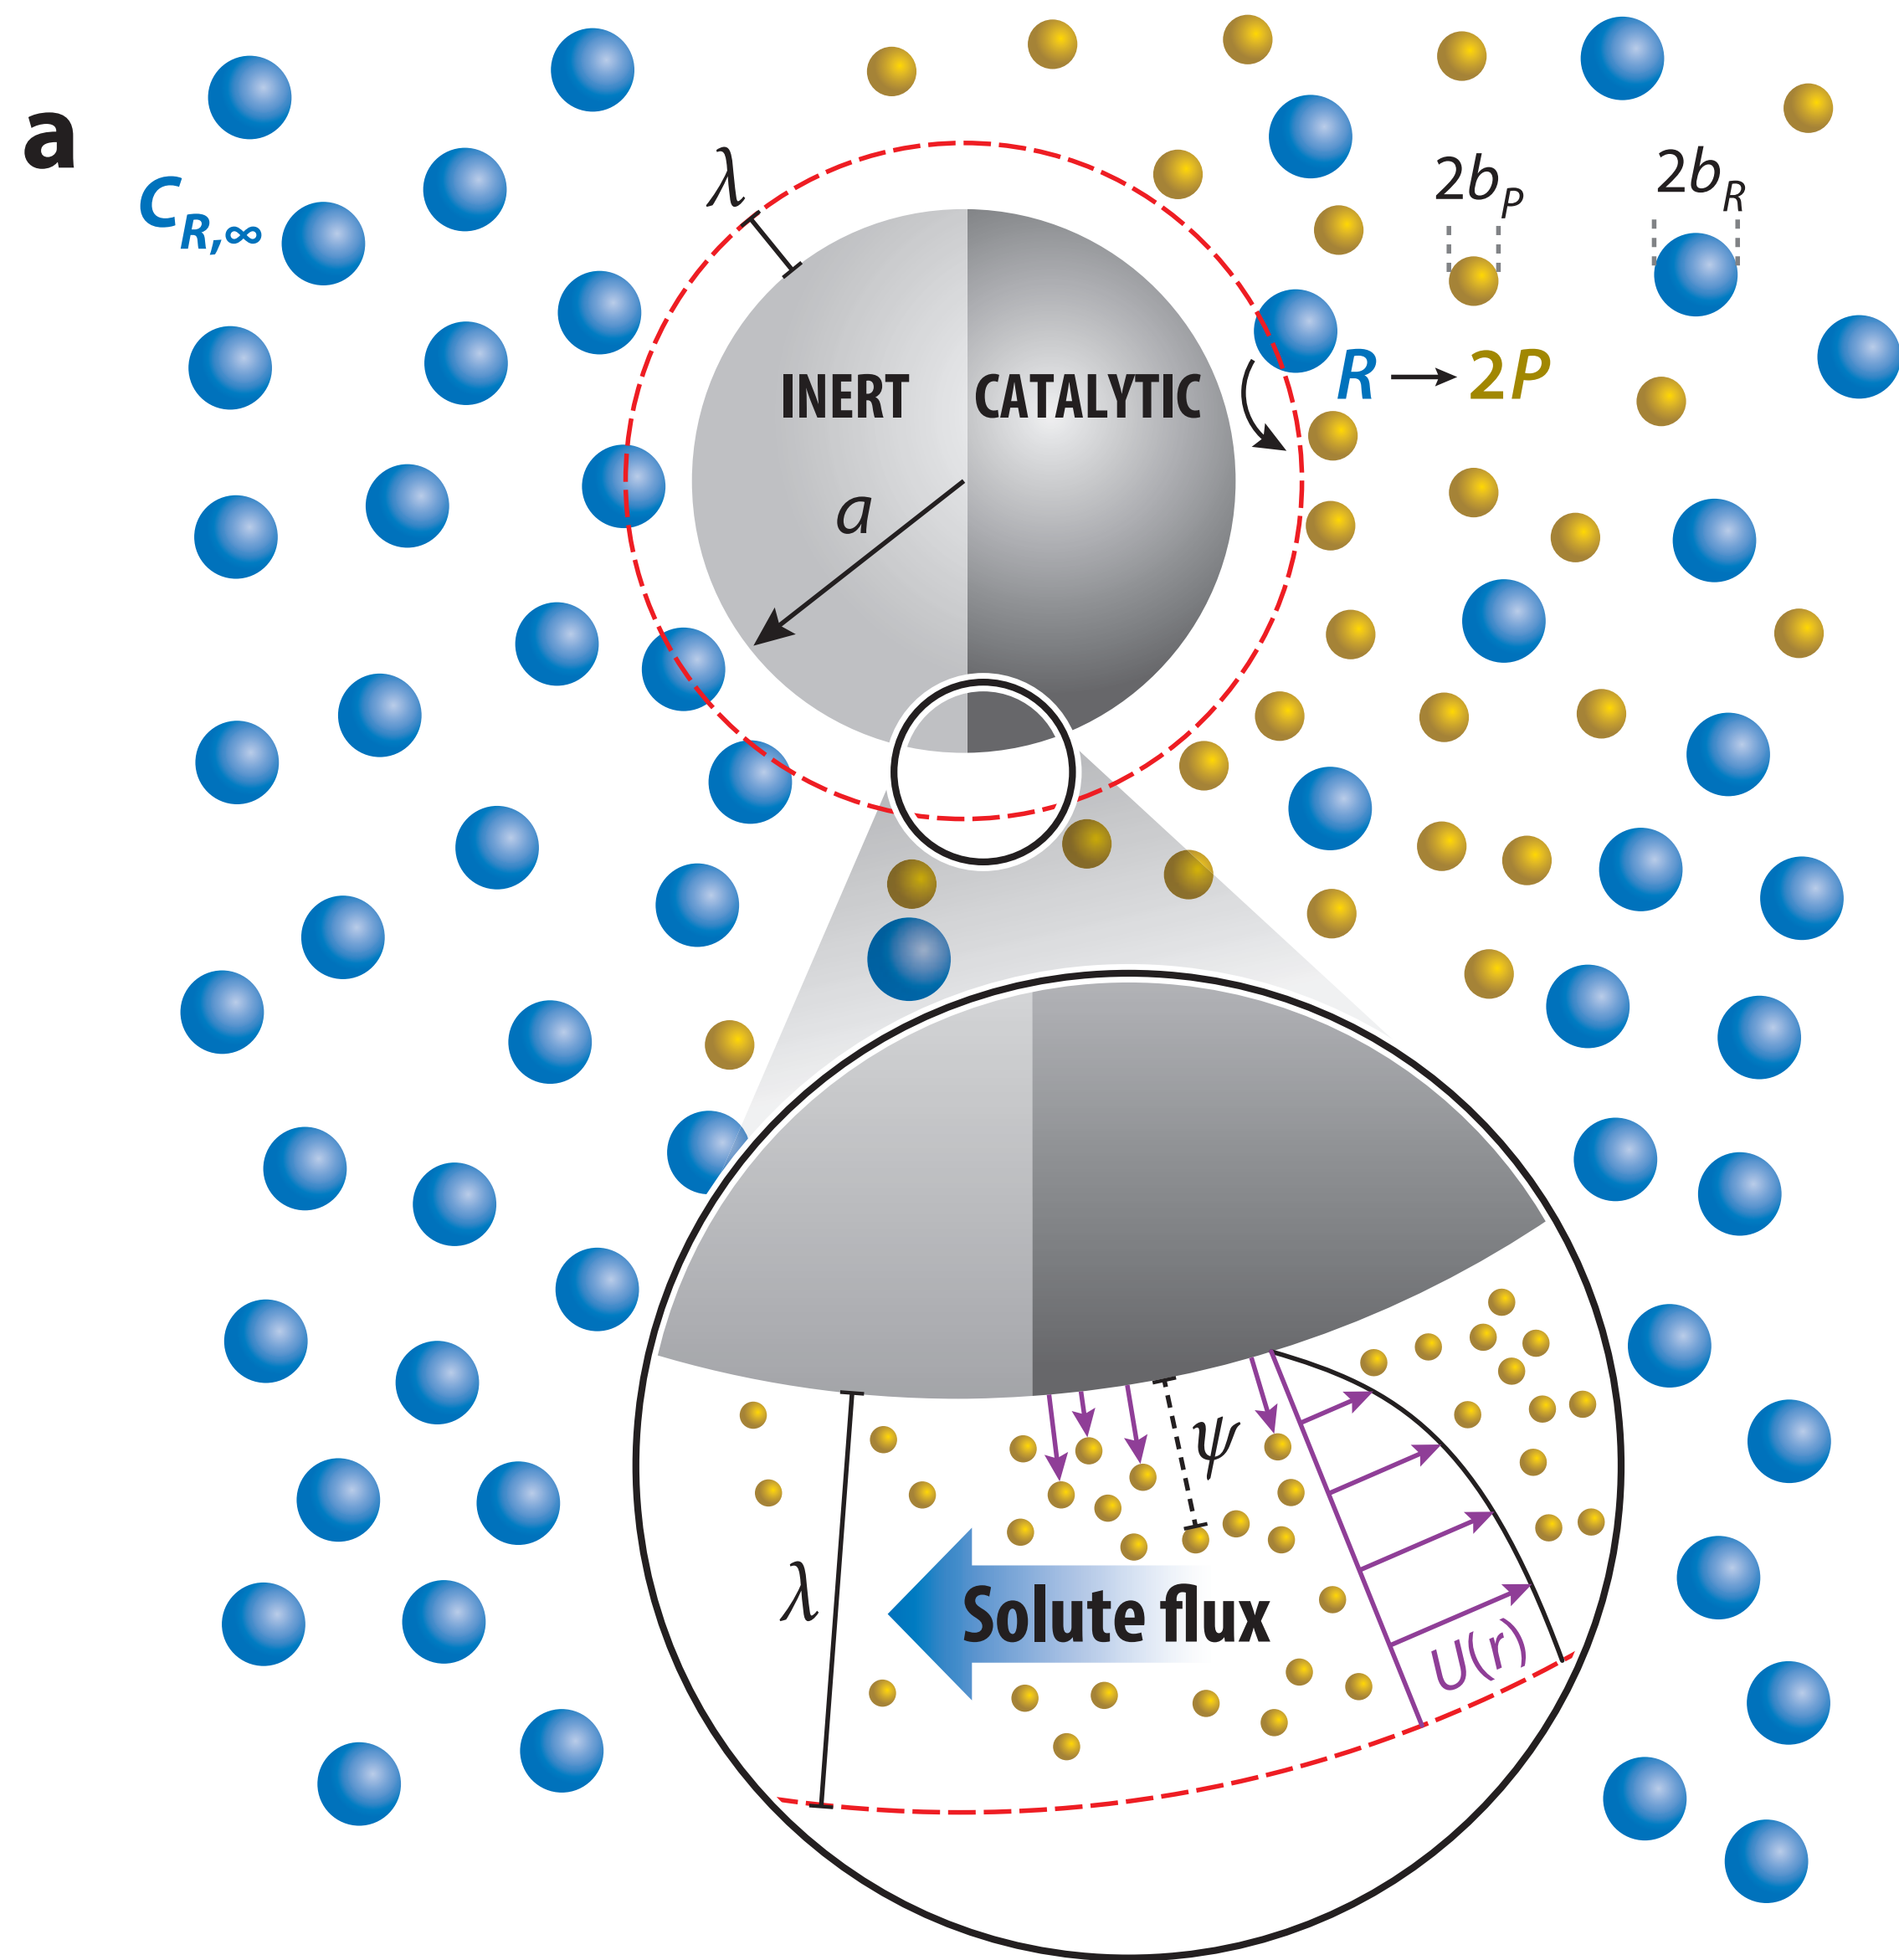 a
C_R,∞
λ
2b_P
2b_R
INERT
CATALYTIC
R → 2P
a
ψ
λ
Solute flux
U(r)